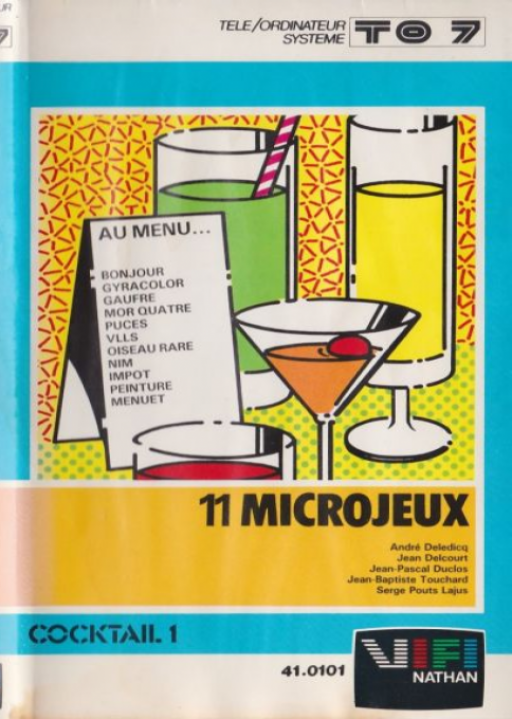 UR
7
TELE/ORDINATEUR
SYSTEME
TO 7
AU MENU...
BONJOUR
GYRACOLOR
GAUFRE
MOR QUATRE
PUCES
VLLS
OISEAU RARE
NIM
IMPOT
PEINTURE
MENUET
11 MICROJEUX
André Deledicq
Jean Delcourt
Jean-Pascal Duclos
Jean-Baptiste Touchard
Serge Pouts Lajus
COCKTAIL 1
41.0101
VIFI
NATHAN